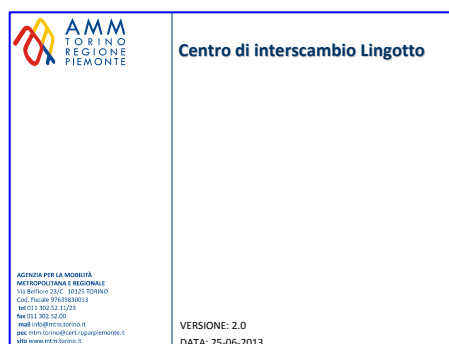 AMM
TORINO
REGIONE
PIEMONTE
Centro di interscambio Lingotto
AGENZIA PER LA MOBILITÀ
METROPOLITANA E REGIONALE
Via Belfiore 23/C 10125 TORINO
Cod. Fiscale 97639830013
tel 011 302.52.11/23
fax 011 302.52.00
mail info@mtm.torino.it
pec mtm.torino@cert.ruparpiemonte.it
sito www.mtm.torino.it
VERSIONE: 2.0
DATA: 25-06-2013